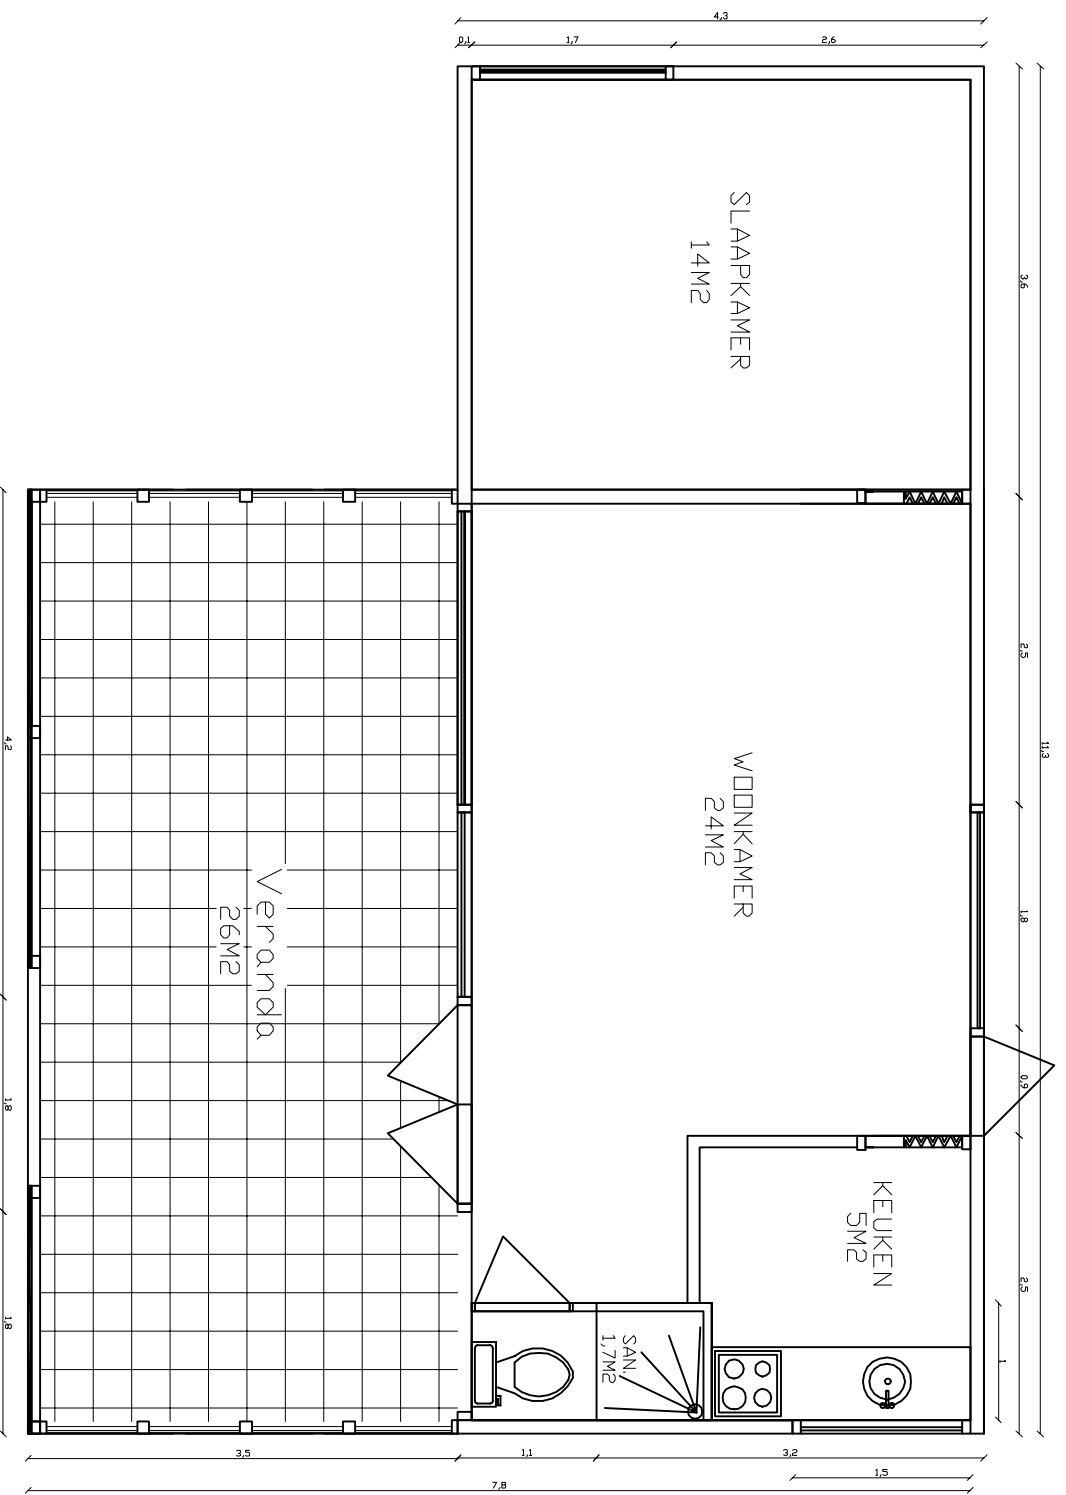 4,3
0,1
1,7
2,6
SLAAPKAMER
14M2
3,6
2,5
11,3
WOONKAMER
24M2
1,8
0,9
Veranda
26M2
4,2
1,8
1,8
KEUKEN
5M2
2,5
1
SAN.
1,7M2
3,5
1,1
3,2
1,5
7,8